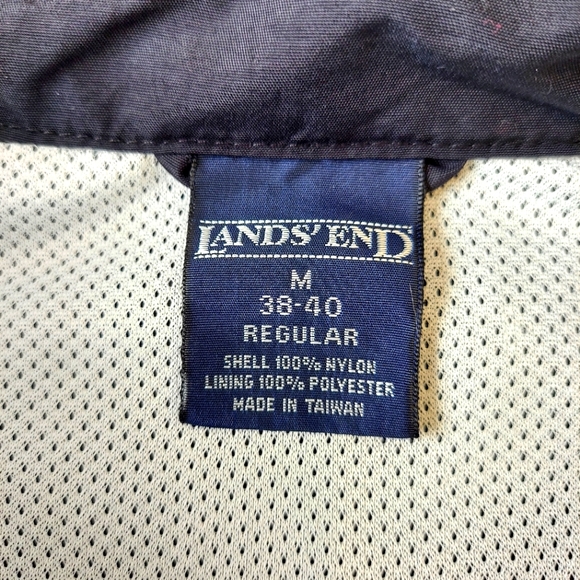 LANDS' END
M
38-40
REGULAR
SHELL 100% NYLON
LINING 100% POLYESTER
MADE IN TAIWAN